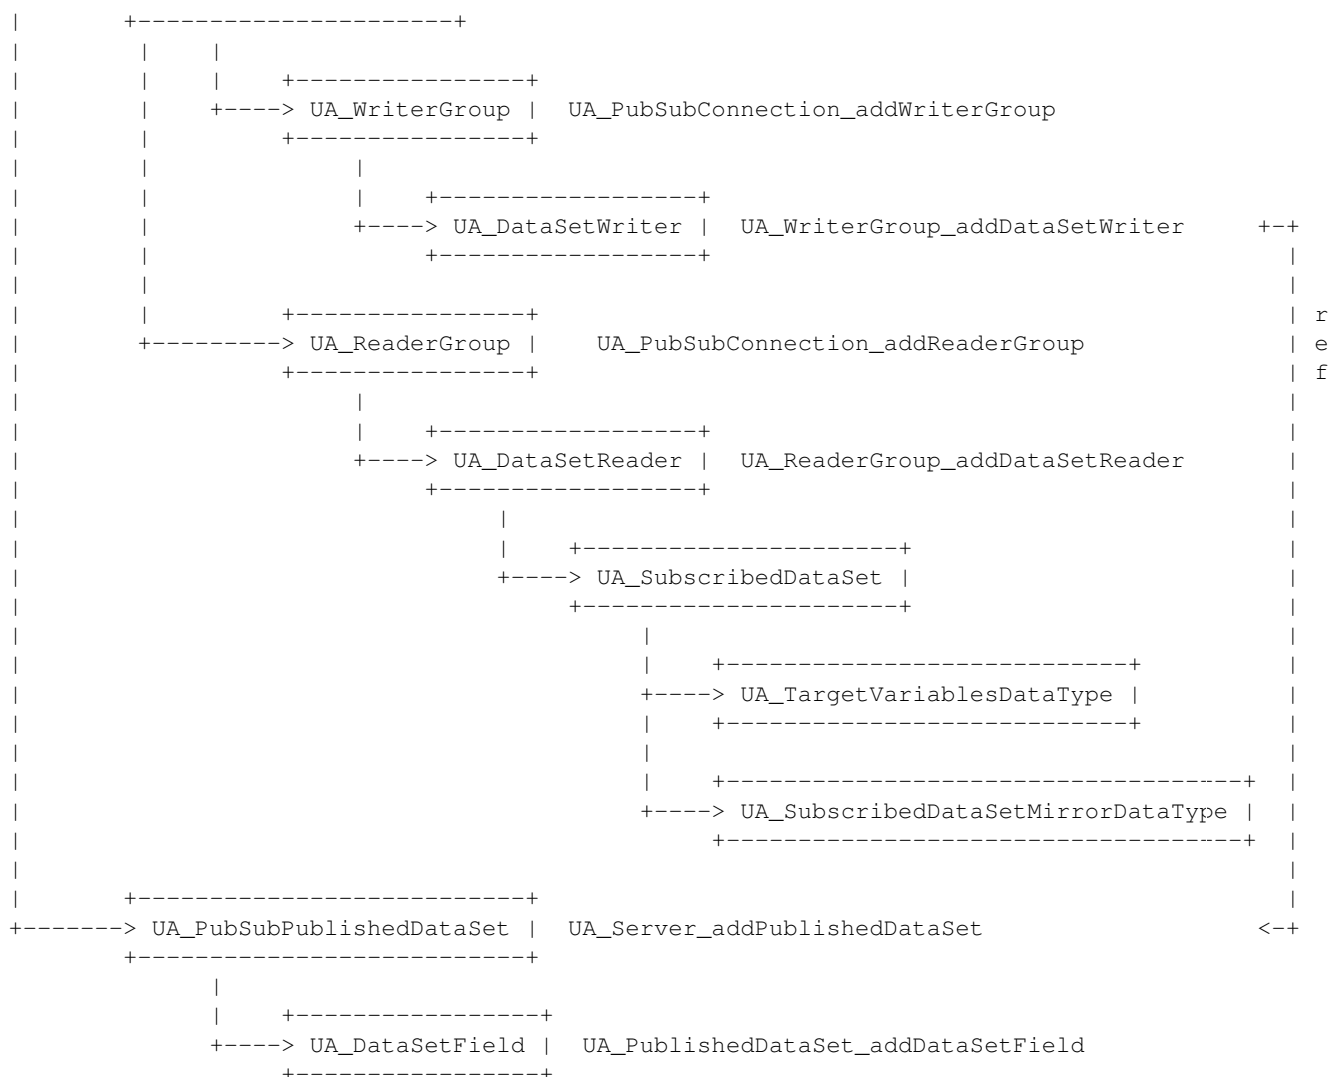 |        +----------------------+
|        |    |
|        |    |    +----------------+
|        |    +----> UA_WriterGroup |  UA_PubSubConnection_addWriterGroup
|        |         +----------------+
|        |              |
|        |              |    +------------------+
|        |              +----> UA_DataSetWriter |  UA_WriterGroup_addDataSetWriter     +-+
|        |                   +------------------+                                        |
|        |                                                                               |
|        |         +----------------+                                                    | r
|        +---------> UA_ReaderGroup |    UA_PubSubConnection_addReaderGroup              | e
|                  +----------------+                                                    | f
|                       |                                                                |
|                       |    +------------------+                                        |
|                       +----> UA_DataSetReader |  UA_ReaderGroup_addDataSetReader       |
|                            +------------------+                                        |
|                                 |                                                      |
|                                 |    +----------------------+                          |
|                                 +----> UA_SubscribedDataSet |                          |
|                                      +----------------------+                          |
|                                           |                                            |
|                                           |    +----------------------------+          |
|                                           +----> UA_TargetVariablesDataType |          |
|                                           |    +----------------------------+          |
|                                           |                                            |
|                                           |    +------------------------------------+  |
|                                           +----> UA_SubscribedDataSetMirrorDataType |  |
|                                                +------------------------------------+  |
|                                                                                        |
|       +---------------------------+                                                    |
+-------> UA_PubSubPublishedDataSet |  UA_Server_addPublishedDataSet                   <-+
        +---------------------------+
              |
              |    +-----------------+
              +----> UA_DataSetField |  UA_PublishedDataSet_addDataSetField
                   +-----------------+